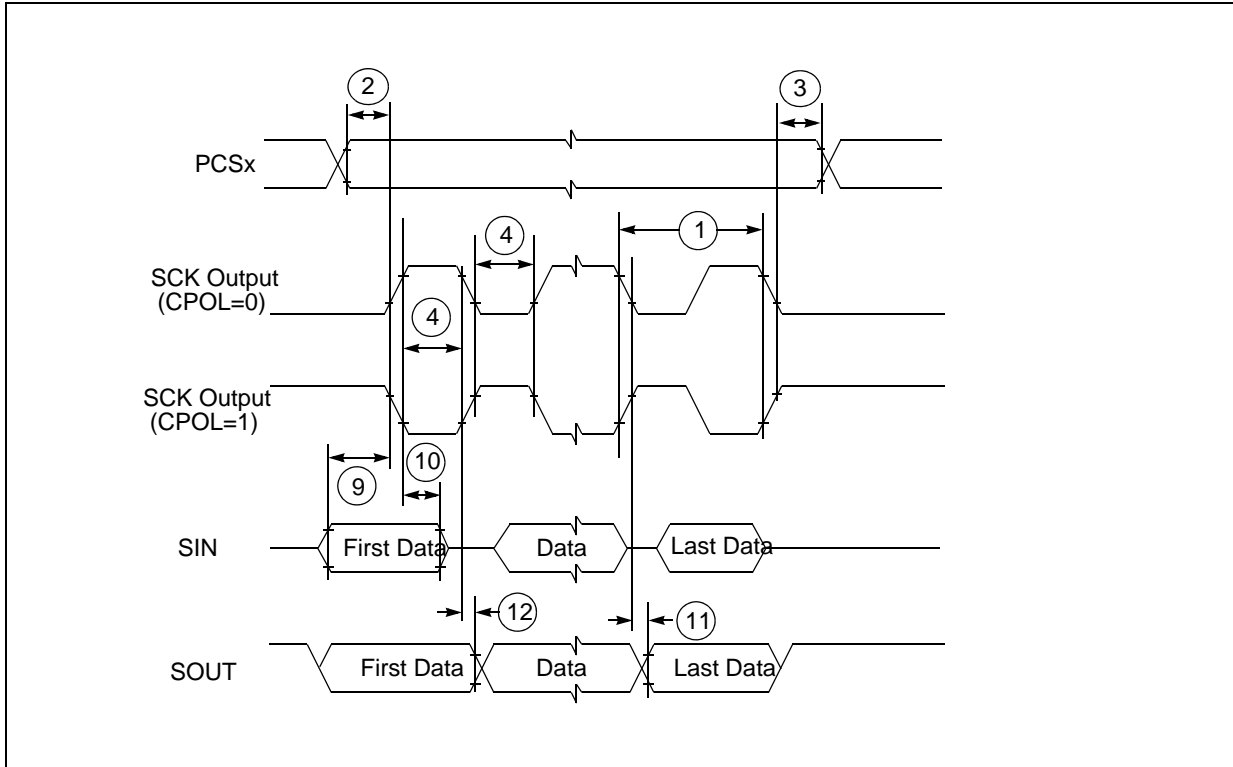 2
3
PCSx
4
1
SCK Output
(CPOL=0)
4
SCK Output
(CPOL=1)
9
10
SIN
First Data
Data
Last Data
12
11
SOUT
First Data
Data
Last Data